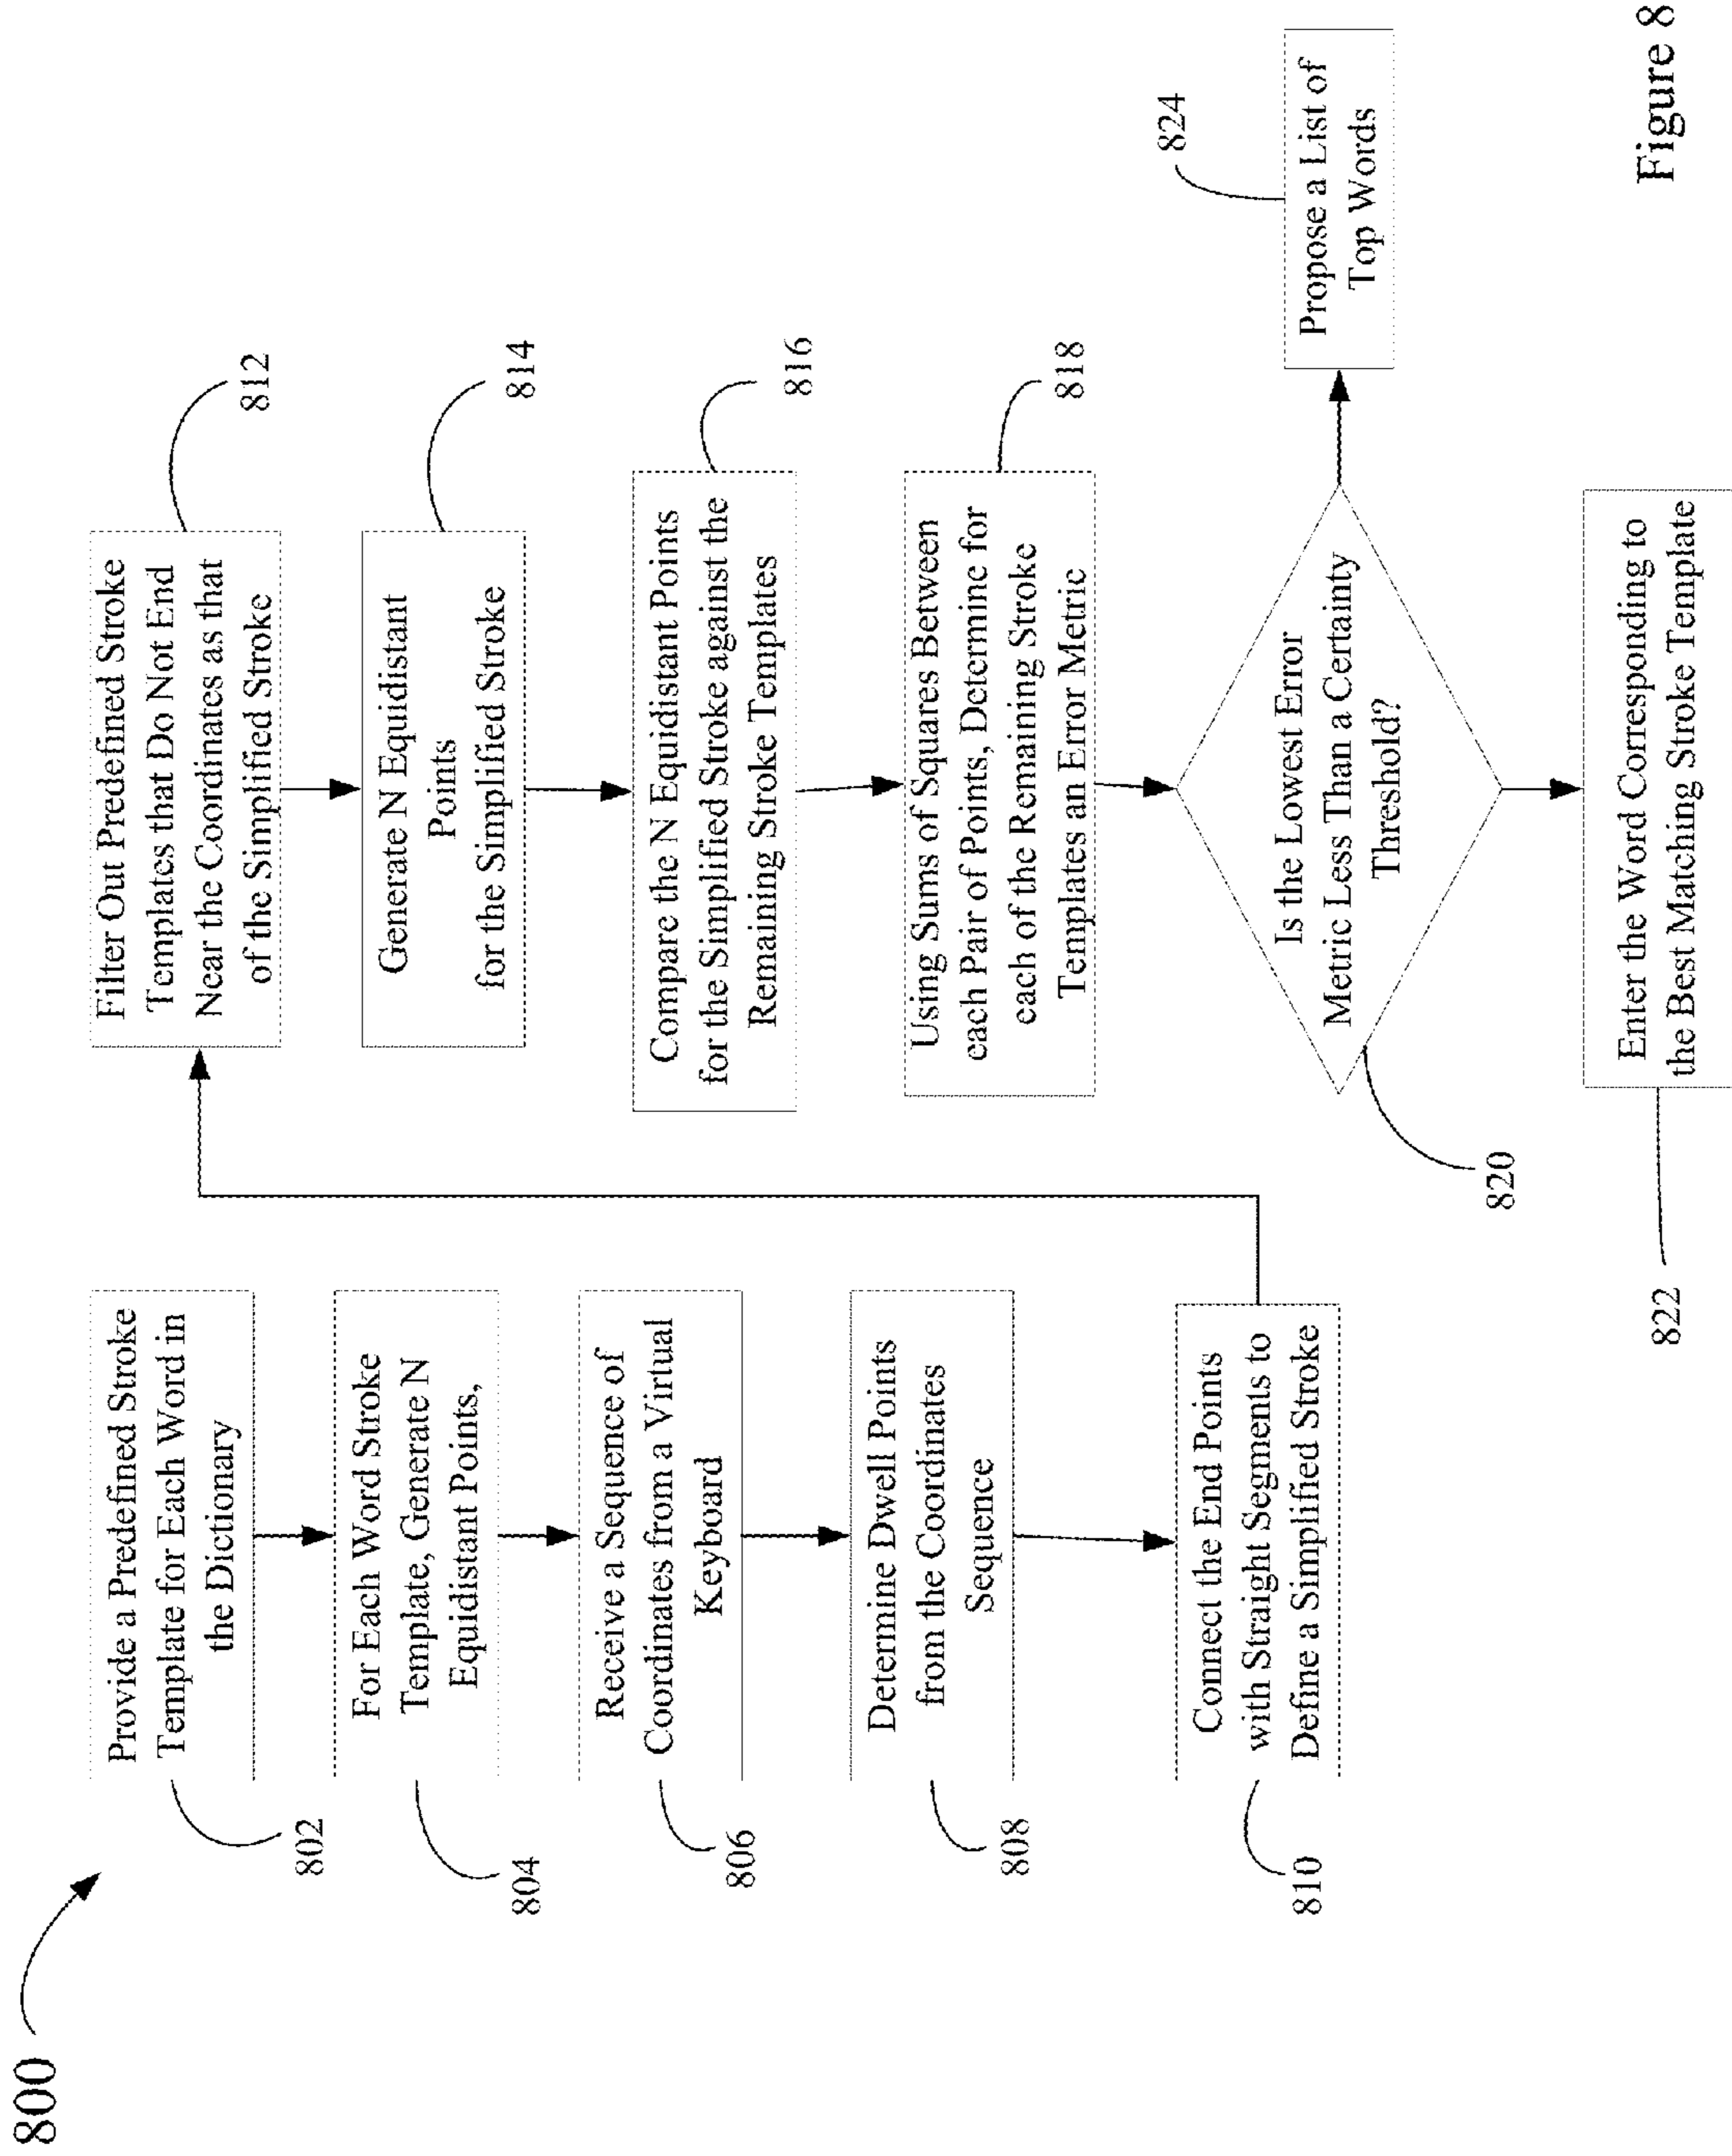 800
802
Provide a Predefined Stroke
Template for Each Word in
the Dictionary
804
For Each Word Stroke
Template, Generate N
Equidistant Points,
806
Receive a Sequence of
Coordinates from a Virtual
Keyboard
808
Determine Dwell Points
from the Coordinates
Sequence
810
Connect the End Points
with Straight Segments to
Define a Simplified Stroke
812
Filter Out Predefined Stroke
Templates that Do Not End
Near the Coordinates as that
of the Simplified Stroke
814
Generate N Equidistant
Points
for the Simplified Stroke
816
Compare the N Equidistant Points
for the Simplified Stroke against the
Remaining Stroke Templates
818
Using Sums of Squares Between
each Pair of Points, Determine for
each of the Remaining Stroke
Templates an Error Metric
820
Is the Lowest Error
Metric Less Than a Certainty
Threshold?
822
Enter the Word Corresponding to
the Best Matching Stroke Template
824
Propose a List of
Top Words
Figure 8